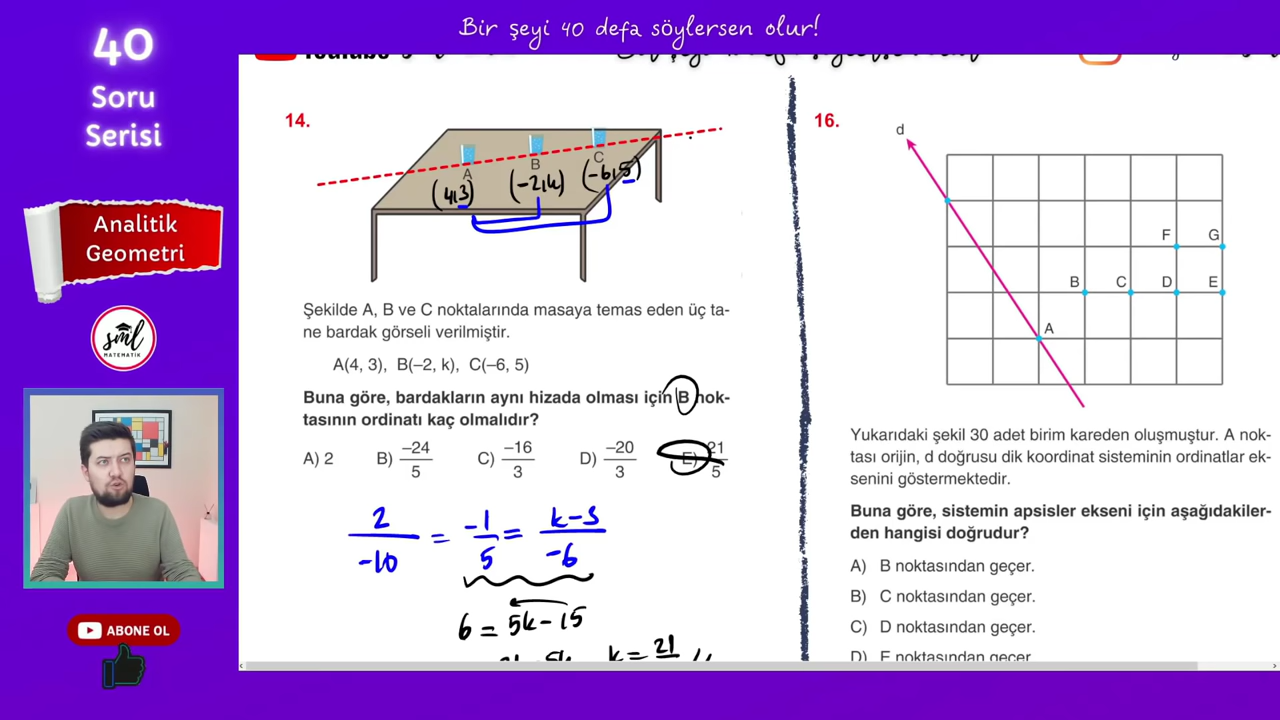 Bir şeyi 40 defa söylersen olur!
40
Soru
Serisi
Analitik
Geometri
sml
MATEMATİK
ABONE OL
14.
A
B
C
(4,3)
(-2,k)
(-6,5)
Şekilde A, B ve C noktalarında masaya temas eden üç ta-
ne bardak görseli verilmiştir.
A(4, 3), B(–2, k), C(–6, 5)
Buna göre, bardakların aynı hizada olması için B nok-
tasının ordinatı kaç olmalıdır?
A) 2 B) –24/5 C) –16/3 D) –20/3 E) 21/5
2/-10 = -1/5 = k-3/-6
6 = 5k-15
k = 21
16.
d
F G
B C D E
A
Yukarıdaki şekil 30 adet birim kareden oluşmuştur. A nok-
tası orijin, d doğrusu dik koordinat sisteminin ordinatlar ek-
senini göstermektedir.
Buna göre, sistemin apsisler ekseni için aşağıdakiler-
den hangisi doğrudur?
A) B noktasından geçer.
B) C noktasından geçer.
C) D noktasından geçer.
D) E noktasından geçer.